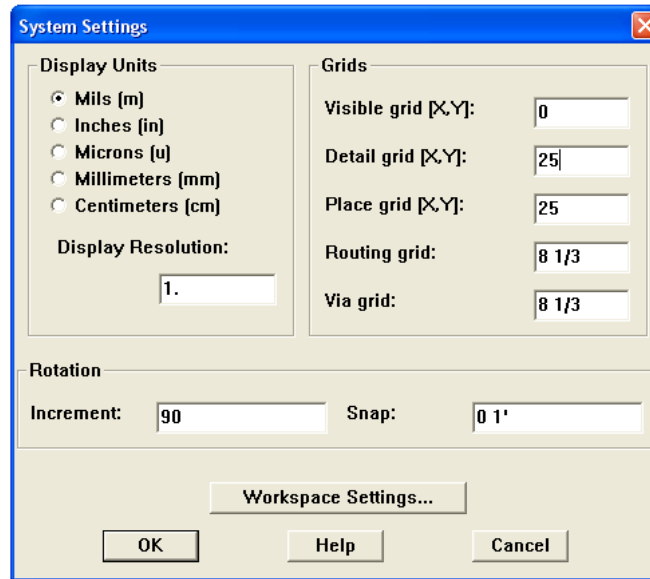 System Settings
Display Units
Mils (m)
Inches (in)
Microns (u)
Millimeters (mm)
Centimeters (cm)
Display Resolution:
1.
Grids
Visible grid [X,Y]: 0
Detail grid [X,Y]: 25
Place grid [X,Y]: 25
Routing grid: 8 1/3
Via grid: 8 1/3
Rotation
Increment: 90 Snap: 0 1'
Workspace Settings...
OK Help Cancel